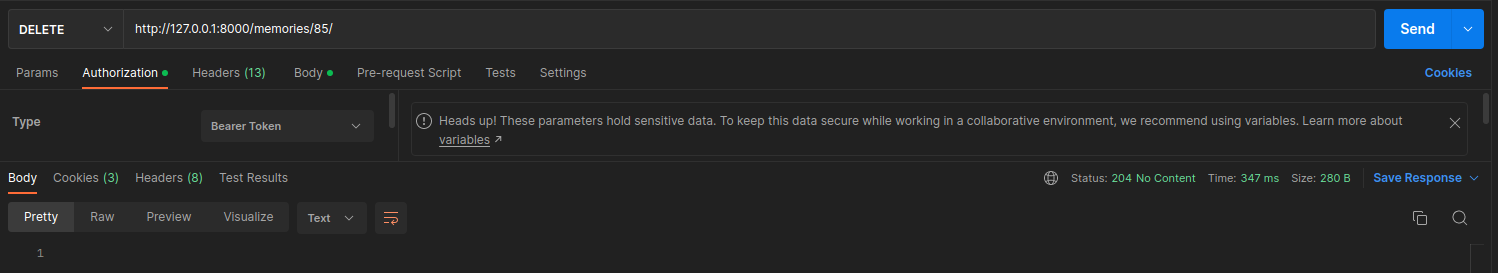 DELETE http://127.0.0.1:8000/memories/85/ Send
Params Authorization Headers (13) Body Pre-request Script Tests Settings Cookies
Type Bearer Token
Heads up! These parameters hold sensitive data. To keep this data secure while working in a collaborative environment, we recommend using variables. Learn more about
variables ↗
Body Cookies (3) Headers (8) Test Results Status: 204 No Content Time: 347 ms Size: 280 B Save Response
Pretty Raw Preview Visualize Text
1